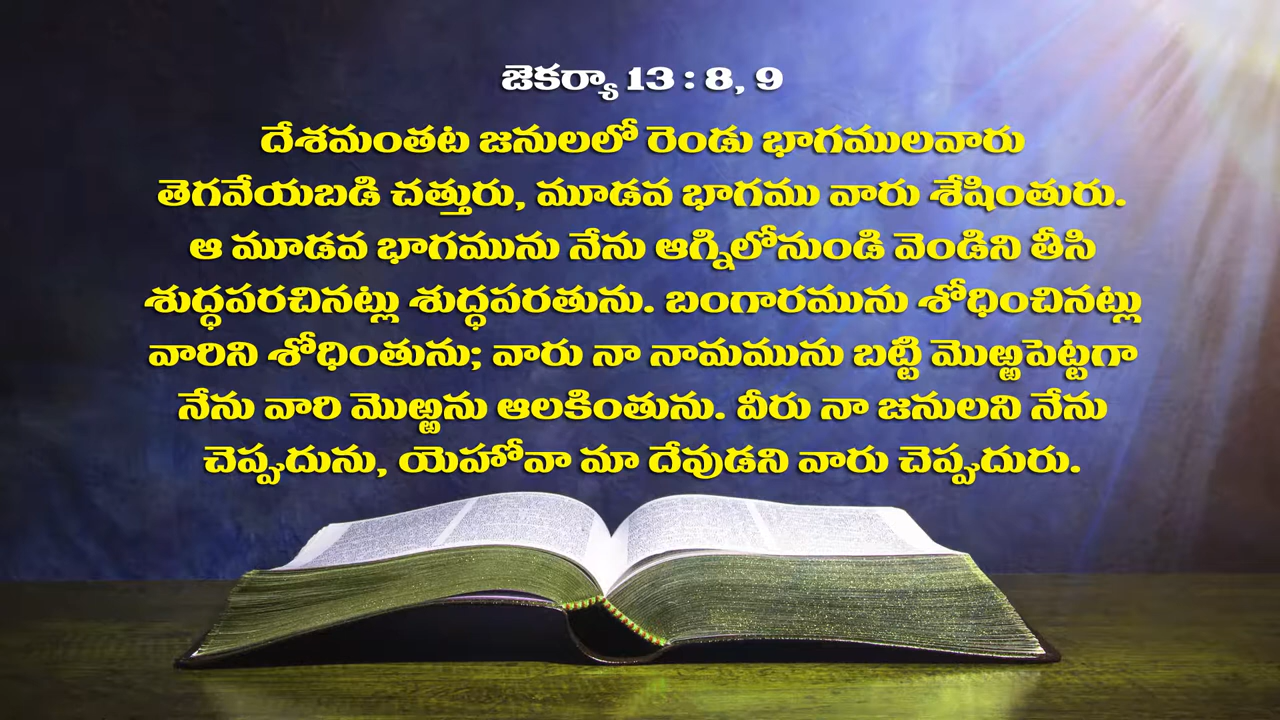 జెకర్యా 13 : 8, 9
దేశమంతట జనులలో రెండు భాగములవారు
తెగవేయబడి చత్తురు, మూడవ భాగము వారు శేషింతురు.
ఆ మూడవ భాగమును నేను ఆగ్నిలోనుండి వెండిని తీసి
శుద్ధపరచినట్లు శుద్ధపరతును. బంగారమును శోధించినట్లు
వారిని శోధింతును; వారు నా నామమును బట్టి మొఱ్ఱపెట్టగా
నేను వారి మొఱ్ఱను ఆలకింతును. వీరు నా జనులని నేను
చెప్పుదును, యెహోవా మా దేవుడని వారు చెప్పుదురు.